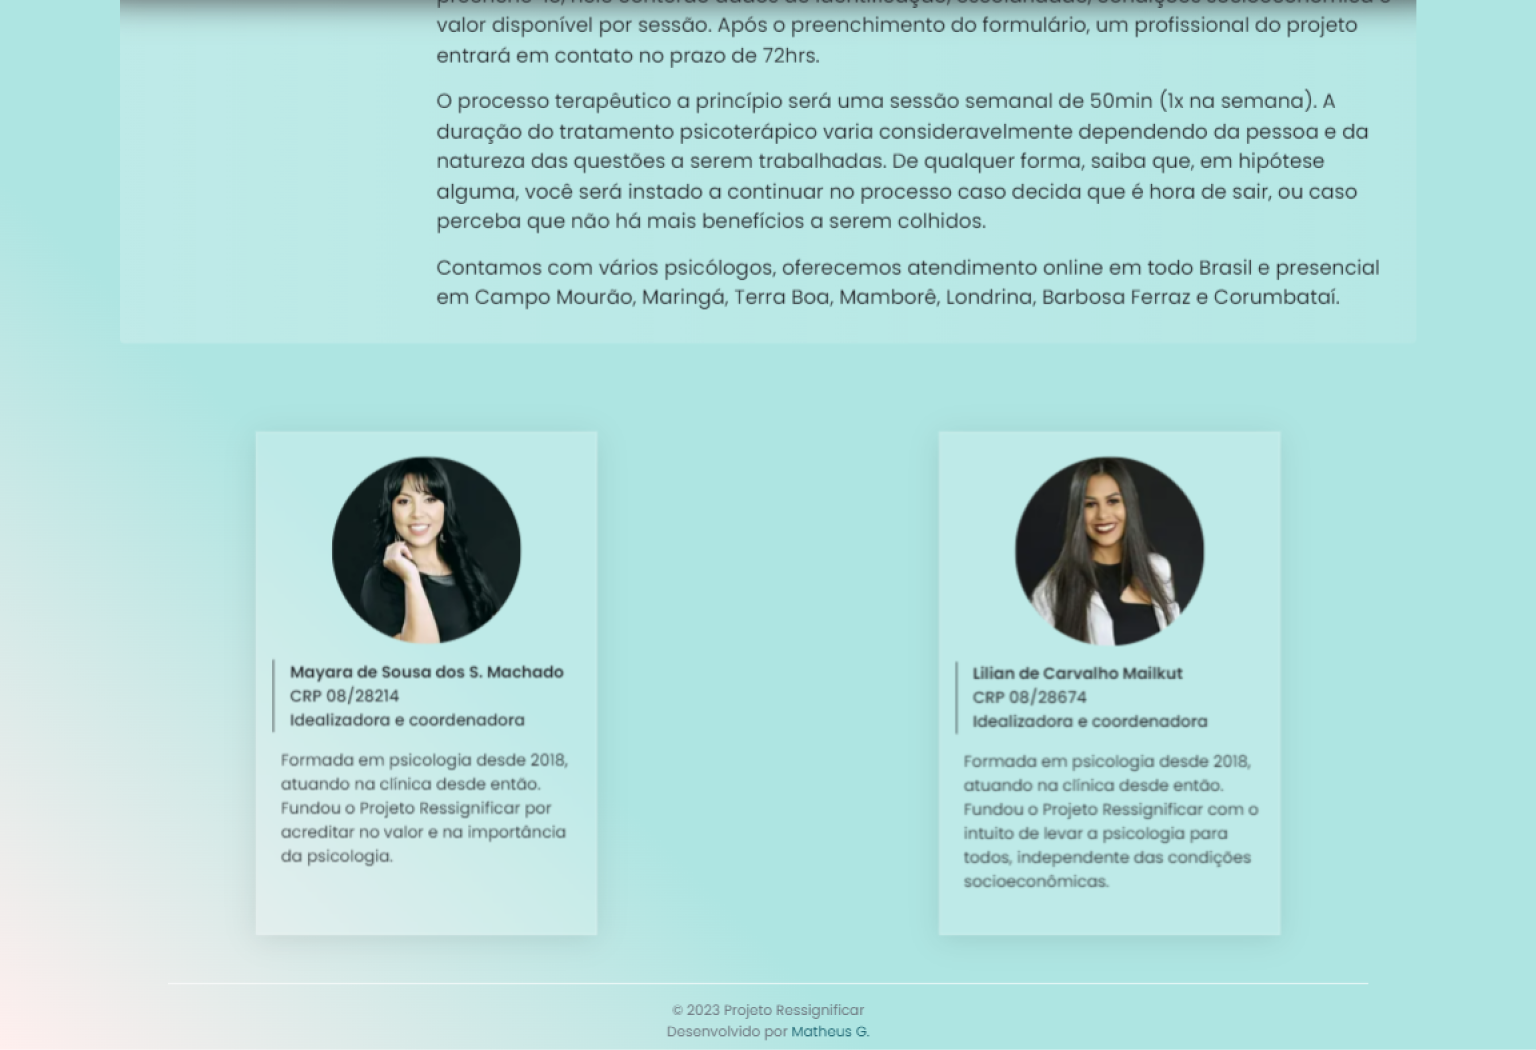 valor disponível por sessão. Após o preenchimento do formulário, um profissional do projeto
entrará em contato no prazo de 72hrs.
O processo terapêutico a princípio será uma sessão semanal de 50min (1x na semana). A
duração do tratamento psicoterápico varia consideravelmente dependendo da pessoa e da
natureza das questões a serem trabalhadas. De qualquer forma, saiba que, em hipótese
alguma, você será instado a continuar no processo caso decida que é hora de sair, ou caso
perceba que não há mais benefícios a serem colhidos.
Contamos com vários psicólogos, oferecemos atendimento online em todo Brasil e presencial
em Campo Mourão, Maringá, Terra Boa, Mamborê, Londrina, Barbosa Ferraz e Corumbataí.
Mayara de Sousa dos S. Machado
CRP 08/28214
Idealizadora e coordenadora
Formada em psicologia desde 2018,
atuando na clínica desde então.
Fundou o Projeto Ressignificar por
acreditar no valor e na importância
da psicologia.
Lilian de Carvalho Mailkut
CRP 08/28674
Idealizadora e coordenadora
Formada em psicologia desde 2018,
atuando na clínica desde então.
Fundou o Projeto Ressignificar com o
intuito de levar a psicologia para
todos, independente das condições
socioeconômicas.
© 2023 Projeto Ressignificar
Desenvolvido por Matheus G.